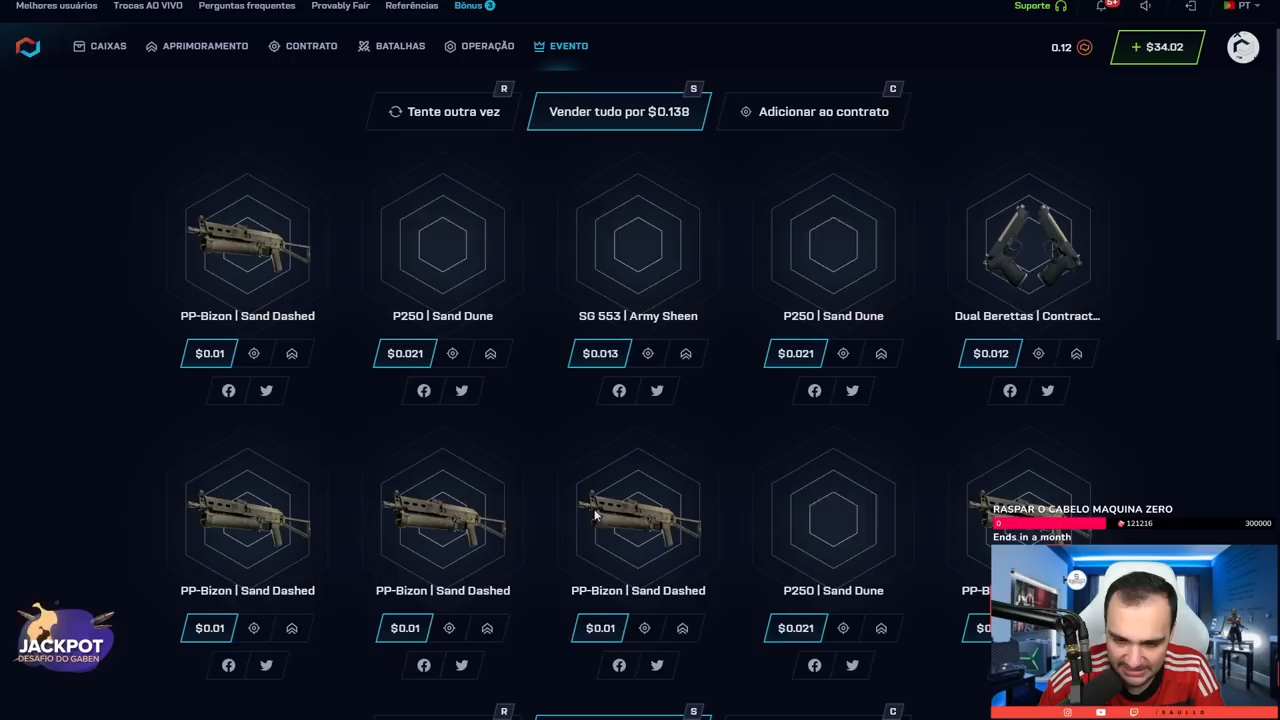 Melhores usuários Trocas AO VIVO Perguntas frequentes Provably Fair Referências Bônus 3 Suporte 5+ PT
CAIXAS APRIMORAMENTO CONTRATO BATALHAS OPERAÇÃO EVENTO 0.12 + $34.02
R S C
Tente outra vez Vender tudo por $0.138 Adicionar ao contrato
PP-Bizon | Sand Dashed P250 | Sand Dune SG 553 | Army Sheen P250 | Sand Dune Dual Berettas | Contract...
$0.01 $0.021 $0.013 $0.021 $0.012
RASPAR O CABELO MAQUINA ZERO
0 121216 300000
Ends in a month
PP-Bizon | Sand Dashed PP-Bizon | Sand Dashed PP-Bizon | Sand Dashed P250 | Sand Dune PP-B
$0.01 $0.01 $0.01 $0.021 $0
JACKPOT
DESAFIO DO GABEN
R S C